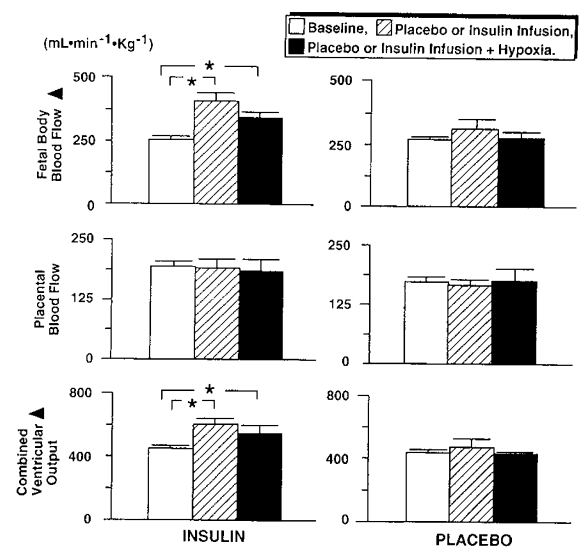 Baseline, Placebo or Insulin Infusion,
Placebo or Insulin Infusion + Hypoxia.
(mL•min⁻¹•Kg⁻¹)
Fetal Body
Blood Flow
500
250
0
*
*
500
250
0
Placental
Blood Flow
250
125
0
250
125
0
Combined
Ventricular
Output
800
400
0
*
*
800
400
0
INSULIN
PLACEBO